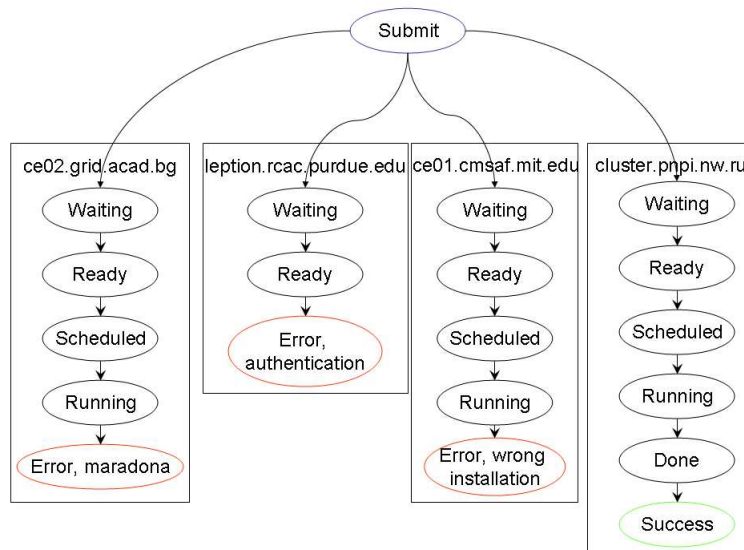 Submit
ce02.grid.acad.bg
Waiting
Ready
Scheduled
Running
Error, maradona
leption.rcac.purdue.edu
Waiting
Ready
Error,
authentication
ce01.cmsaf.mit.edu
Waiting
Ready
Scheduled
Running
Error, wrong
installation
cluster.pnpi.nw.ru
Waiting
Ready
Scheduled
Running
Done
Success